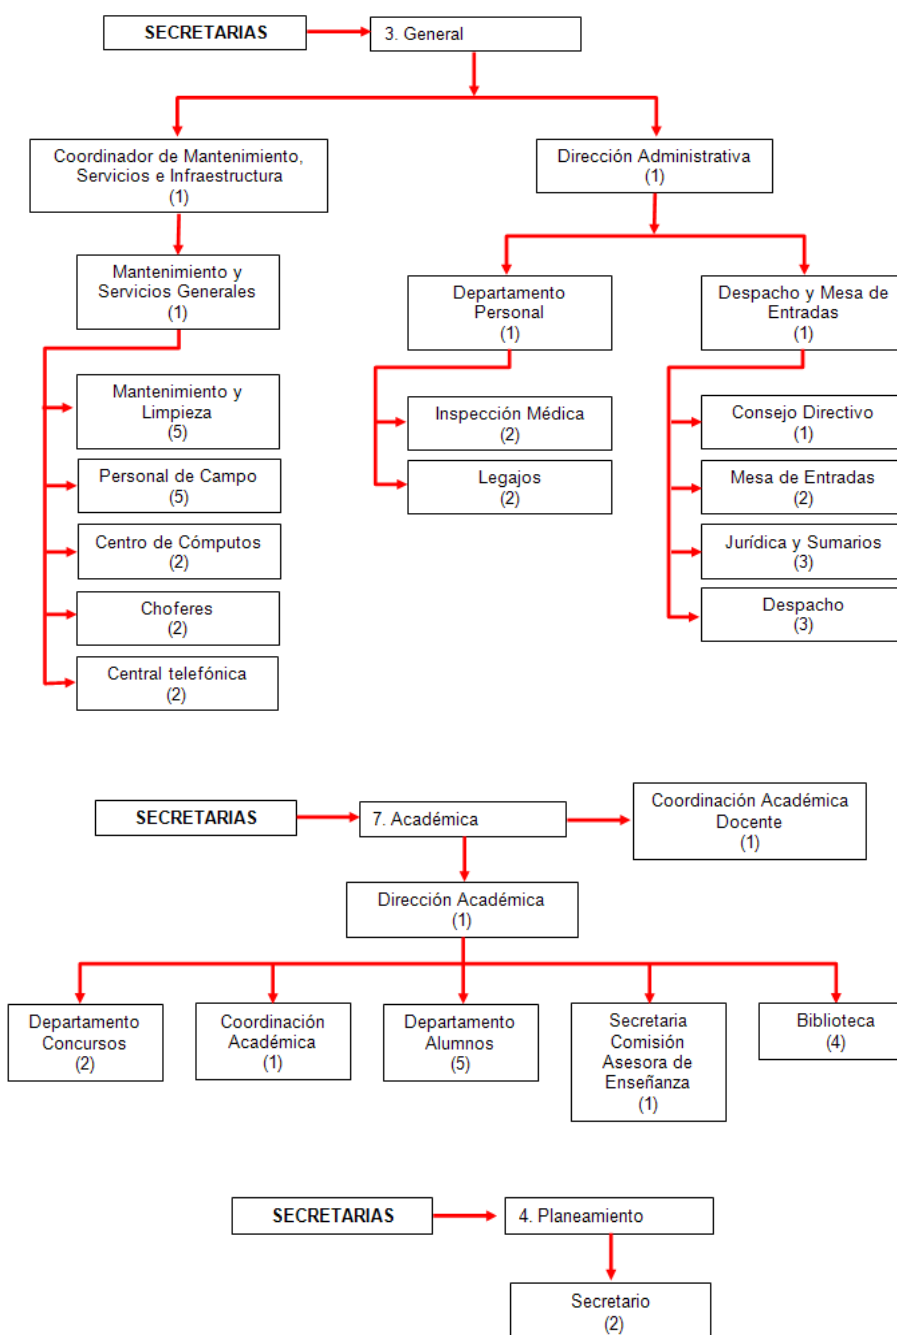 SECRETARIAS
3. General
Coordinador de Mantenimiento,
Servicios e Infraestructura
(1)
Dirección Administrativa
(1)
Mantenimiento y
Servicios Generales
(1)
Departamento
Personal
(1)
Despacho y Mesa de
Entradas
(1)
Mantenimiento y
Limpieza
(5)
Personal de Campo
(5)
Centro de Cómputos
(2)
Choferes
(2)
Central telefónica
(2)
Inspección Médica
(2)
Legajos
(2)
Consejo Directivo
(1)
Mesa de Entradas
(2)
Jurídica y Sumarios
(3)
Despacho
(3)
SECRETARIAS
7. Académica
Coordinación Académica
Docente
(1)
Dirección Académica
(1)
Departamento
Concursos
(2)
Coordinación
Académica
(1)
Departamento
Alumnos
(5)
Secretaria
Comisión
Asesora de
Enseñanza
(1)
Biblioteca
(4)
SECRETARIAS
4. Planeamiento
Secretario
(2)